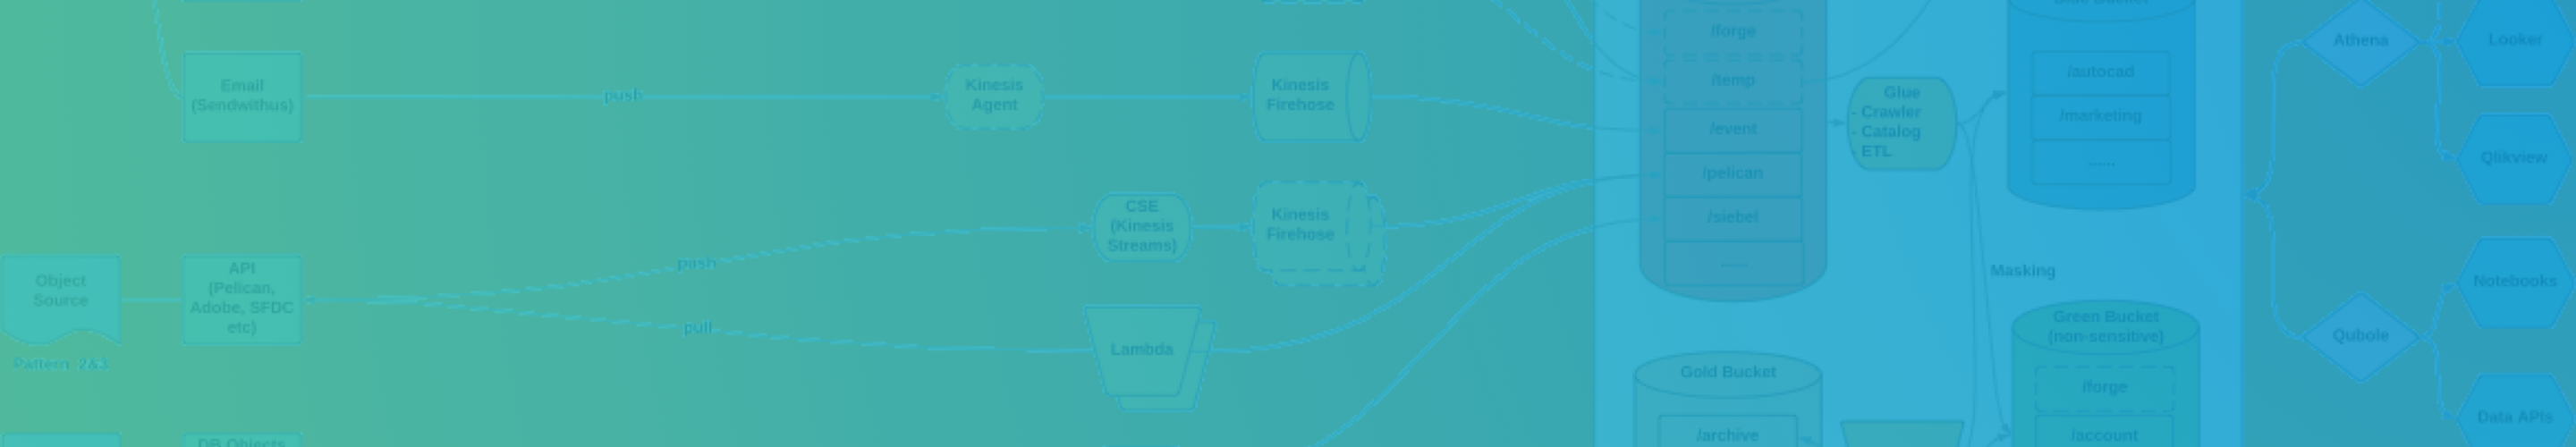 Email
(Sendwithus)
push
Kinesis
Agent
Kinesis
Firehose
Object
Source
Pattern 2&3
API
(Pelican,
Adobe, SFDC
etc)
push
pull
CSE
(Kinesis
Streams)
Kinesis
Firehose
Lambda
DB Objects
/forge
/temp
/event
/pelican
/siebel
......
Glue
- Crawler
- Catalog
- ETL
/autocad
/marketing
......
Masking
Gold Bucket
/archive
Green Bucket
(non-sensitive)
/forge
/account
Athena
Qubole
Looker
Qlikview
Notebooks
Data APIs